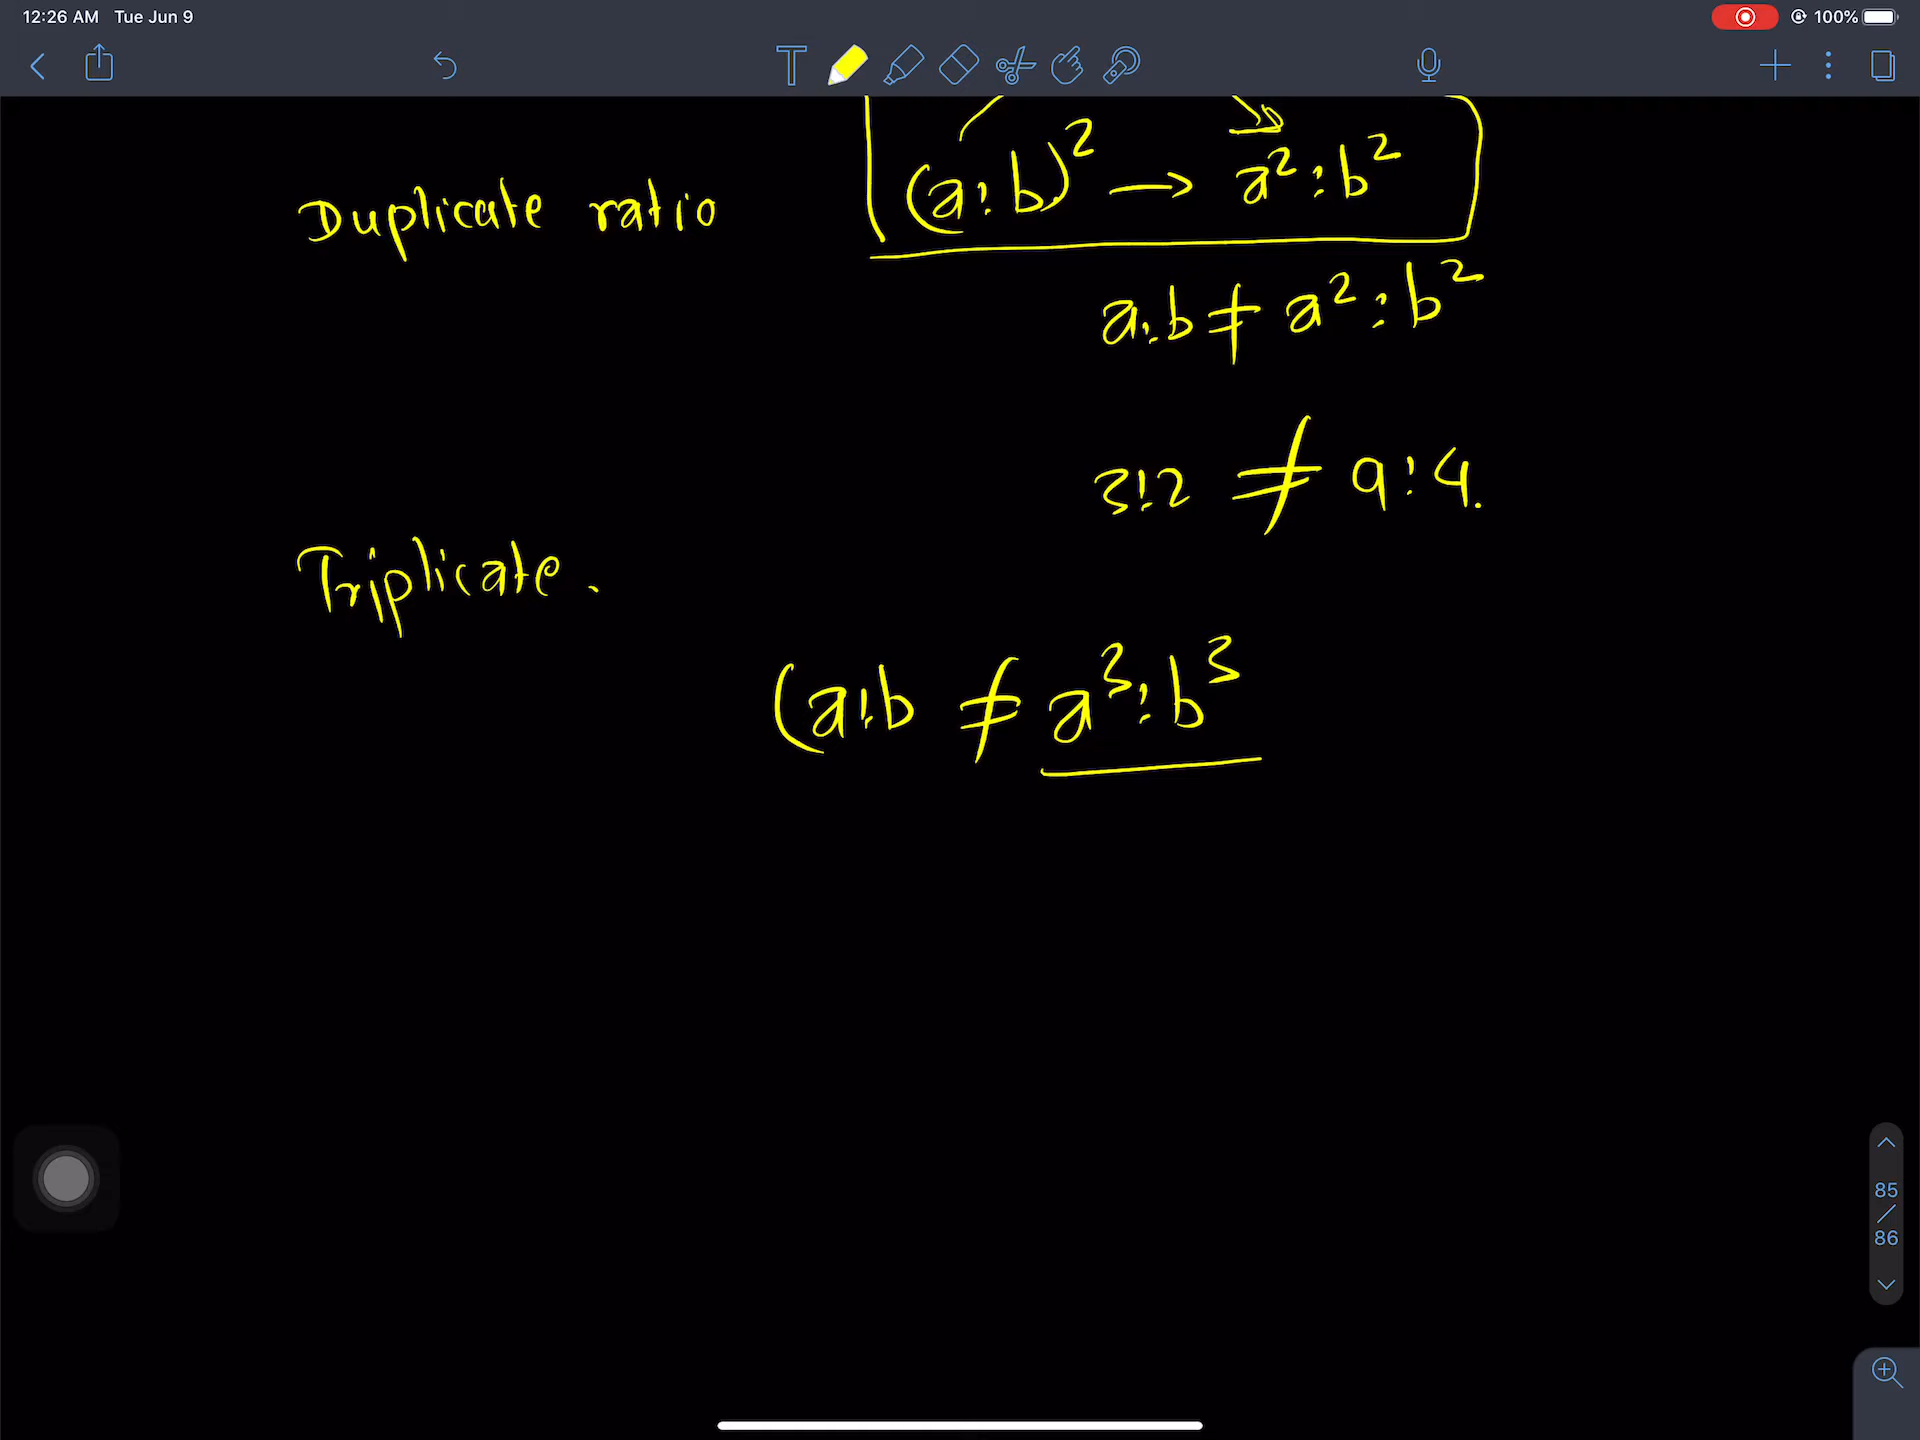 12:26 AM Tue Jun 9
100%
T
Duplicate ratio
(a:b)² → a²:b²
a:b ≠ a²:b²
3:2 ≠ 9:4.
Triplicate.
(a:b ≠ a³:b³
85
/
86